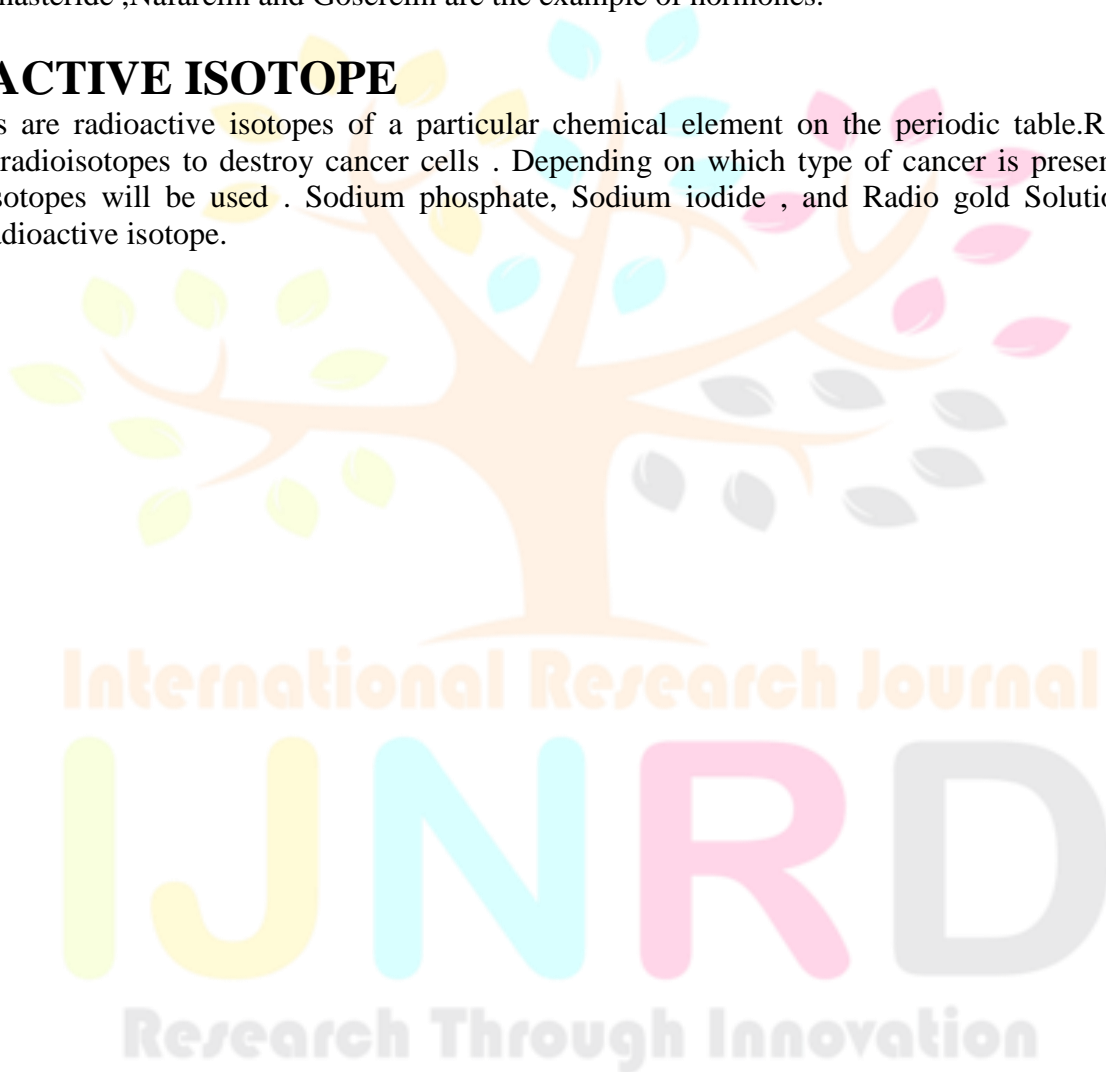 nasteride ,Nafarelin and Goserelin are the example of hormones.
ACTIVE ISOTOPE
s are radioactive isotopes of a particular chemical element on the periodic table.R
radioisotopes to destroy cancer cells . Depending on which type of cancer is presen
sotopes will be used . Sodium phosphate, Sodium iodide , and Radio gold Solutio
adioactive isotope.
International Research Journal
IJNRD
Research Through Innovation